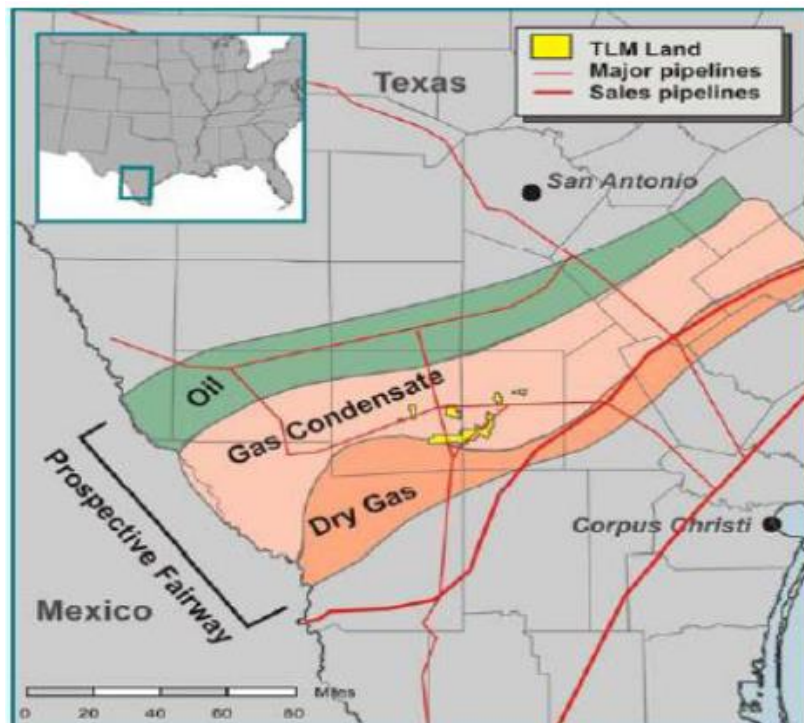 TLM Land
Major pipelines
Sales pipelines
Texas
San Antonio
Oil
Gas Condensate
Dry Gas
Prospective Fairway
Corpus Christi
Mexico
Miles
0 20 40 60 80